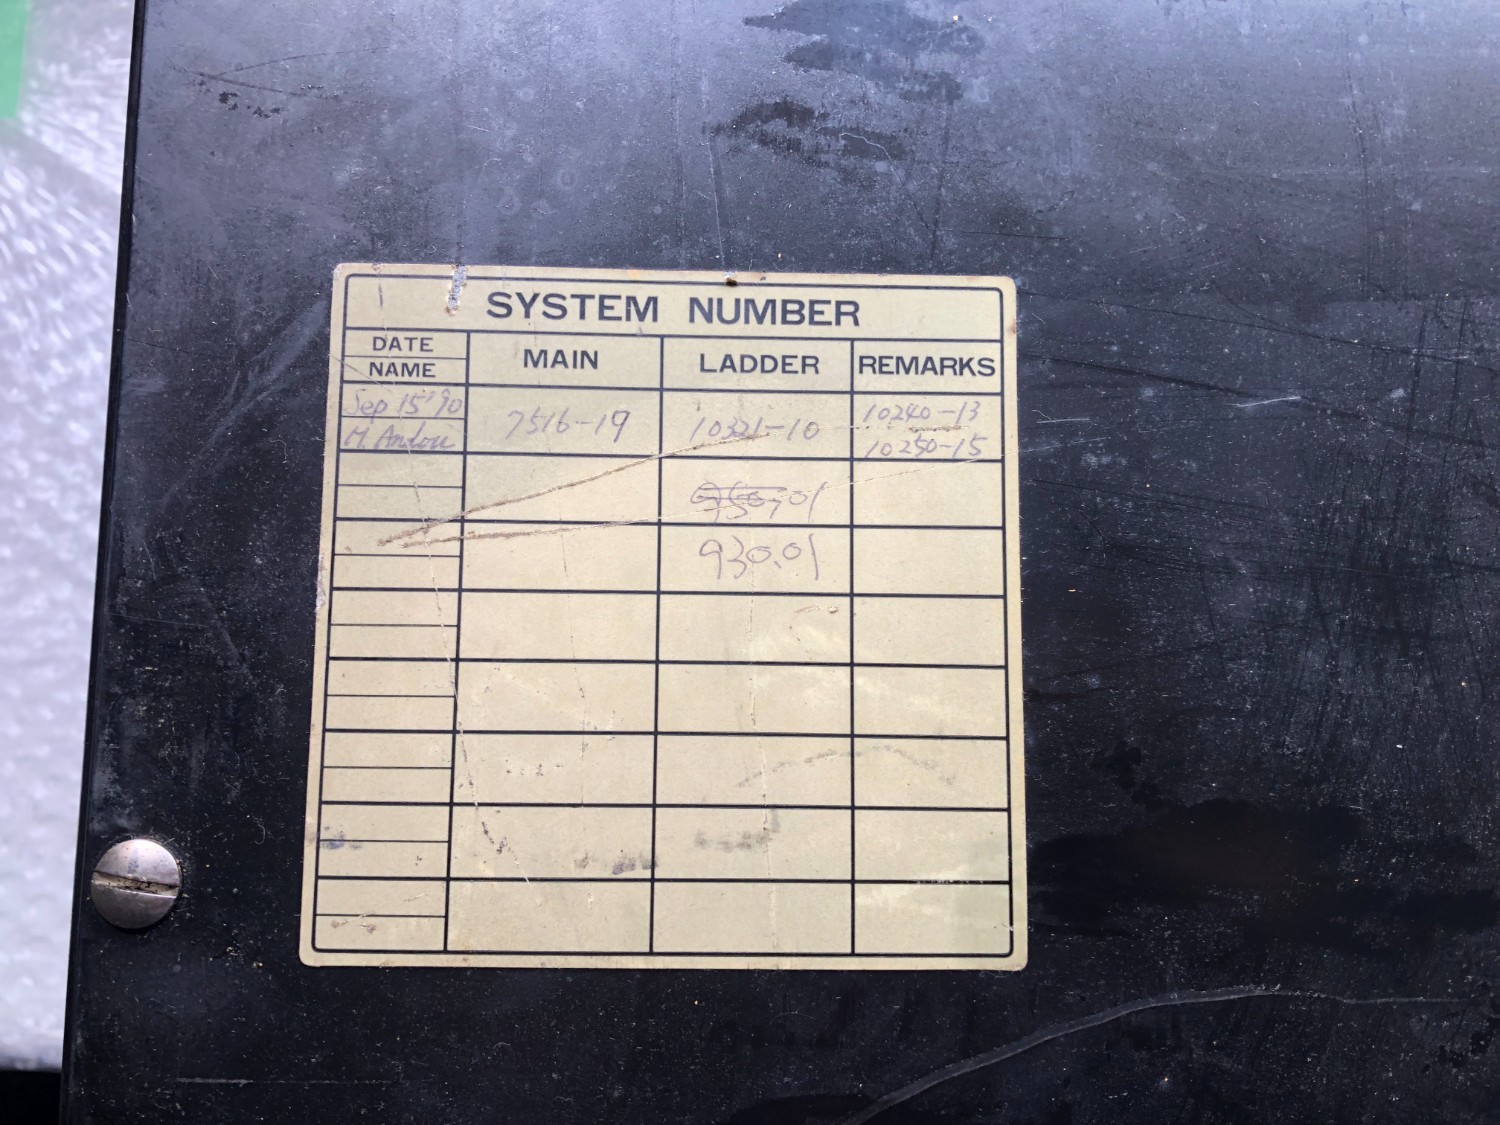 SYSTEM NUMBER
DATE
NAME
MAIN
LADDER
REMARKS
Sep 15'90
M. Andou
7516-19
10321-10
10240-13
10250-15
930.01